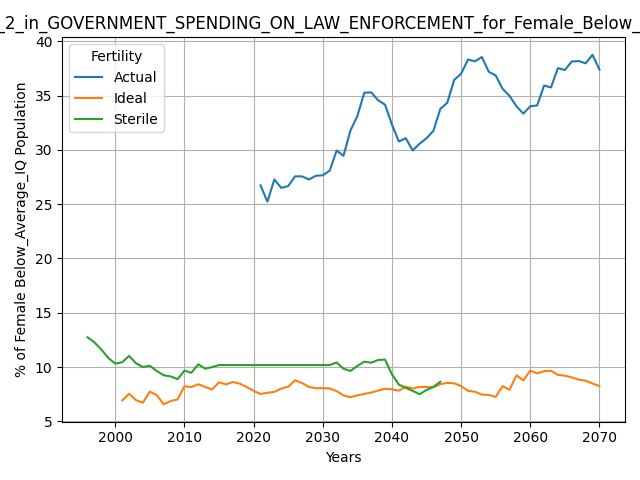 _2_in_GOVERNMENT_SPENDING_ON_LAW_ENFORCEMENT_for_Female_Below_
Fertility
Actual
Ideal
Sterile
% of Female Below_Average_IQ Population
40
35
30
25
20
15
10
5
2000 2010 2020 2030 2040 2050 2060 2070
Years